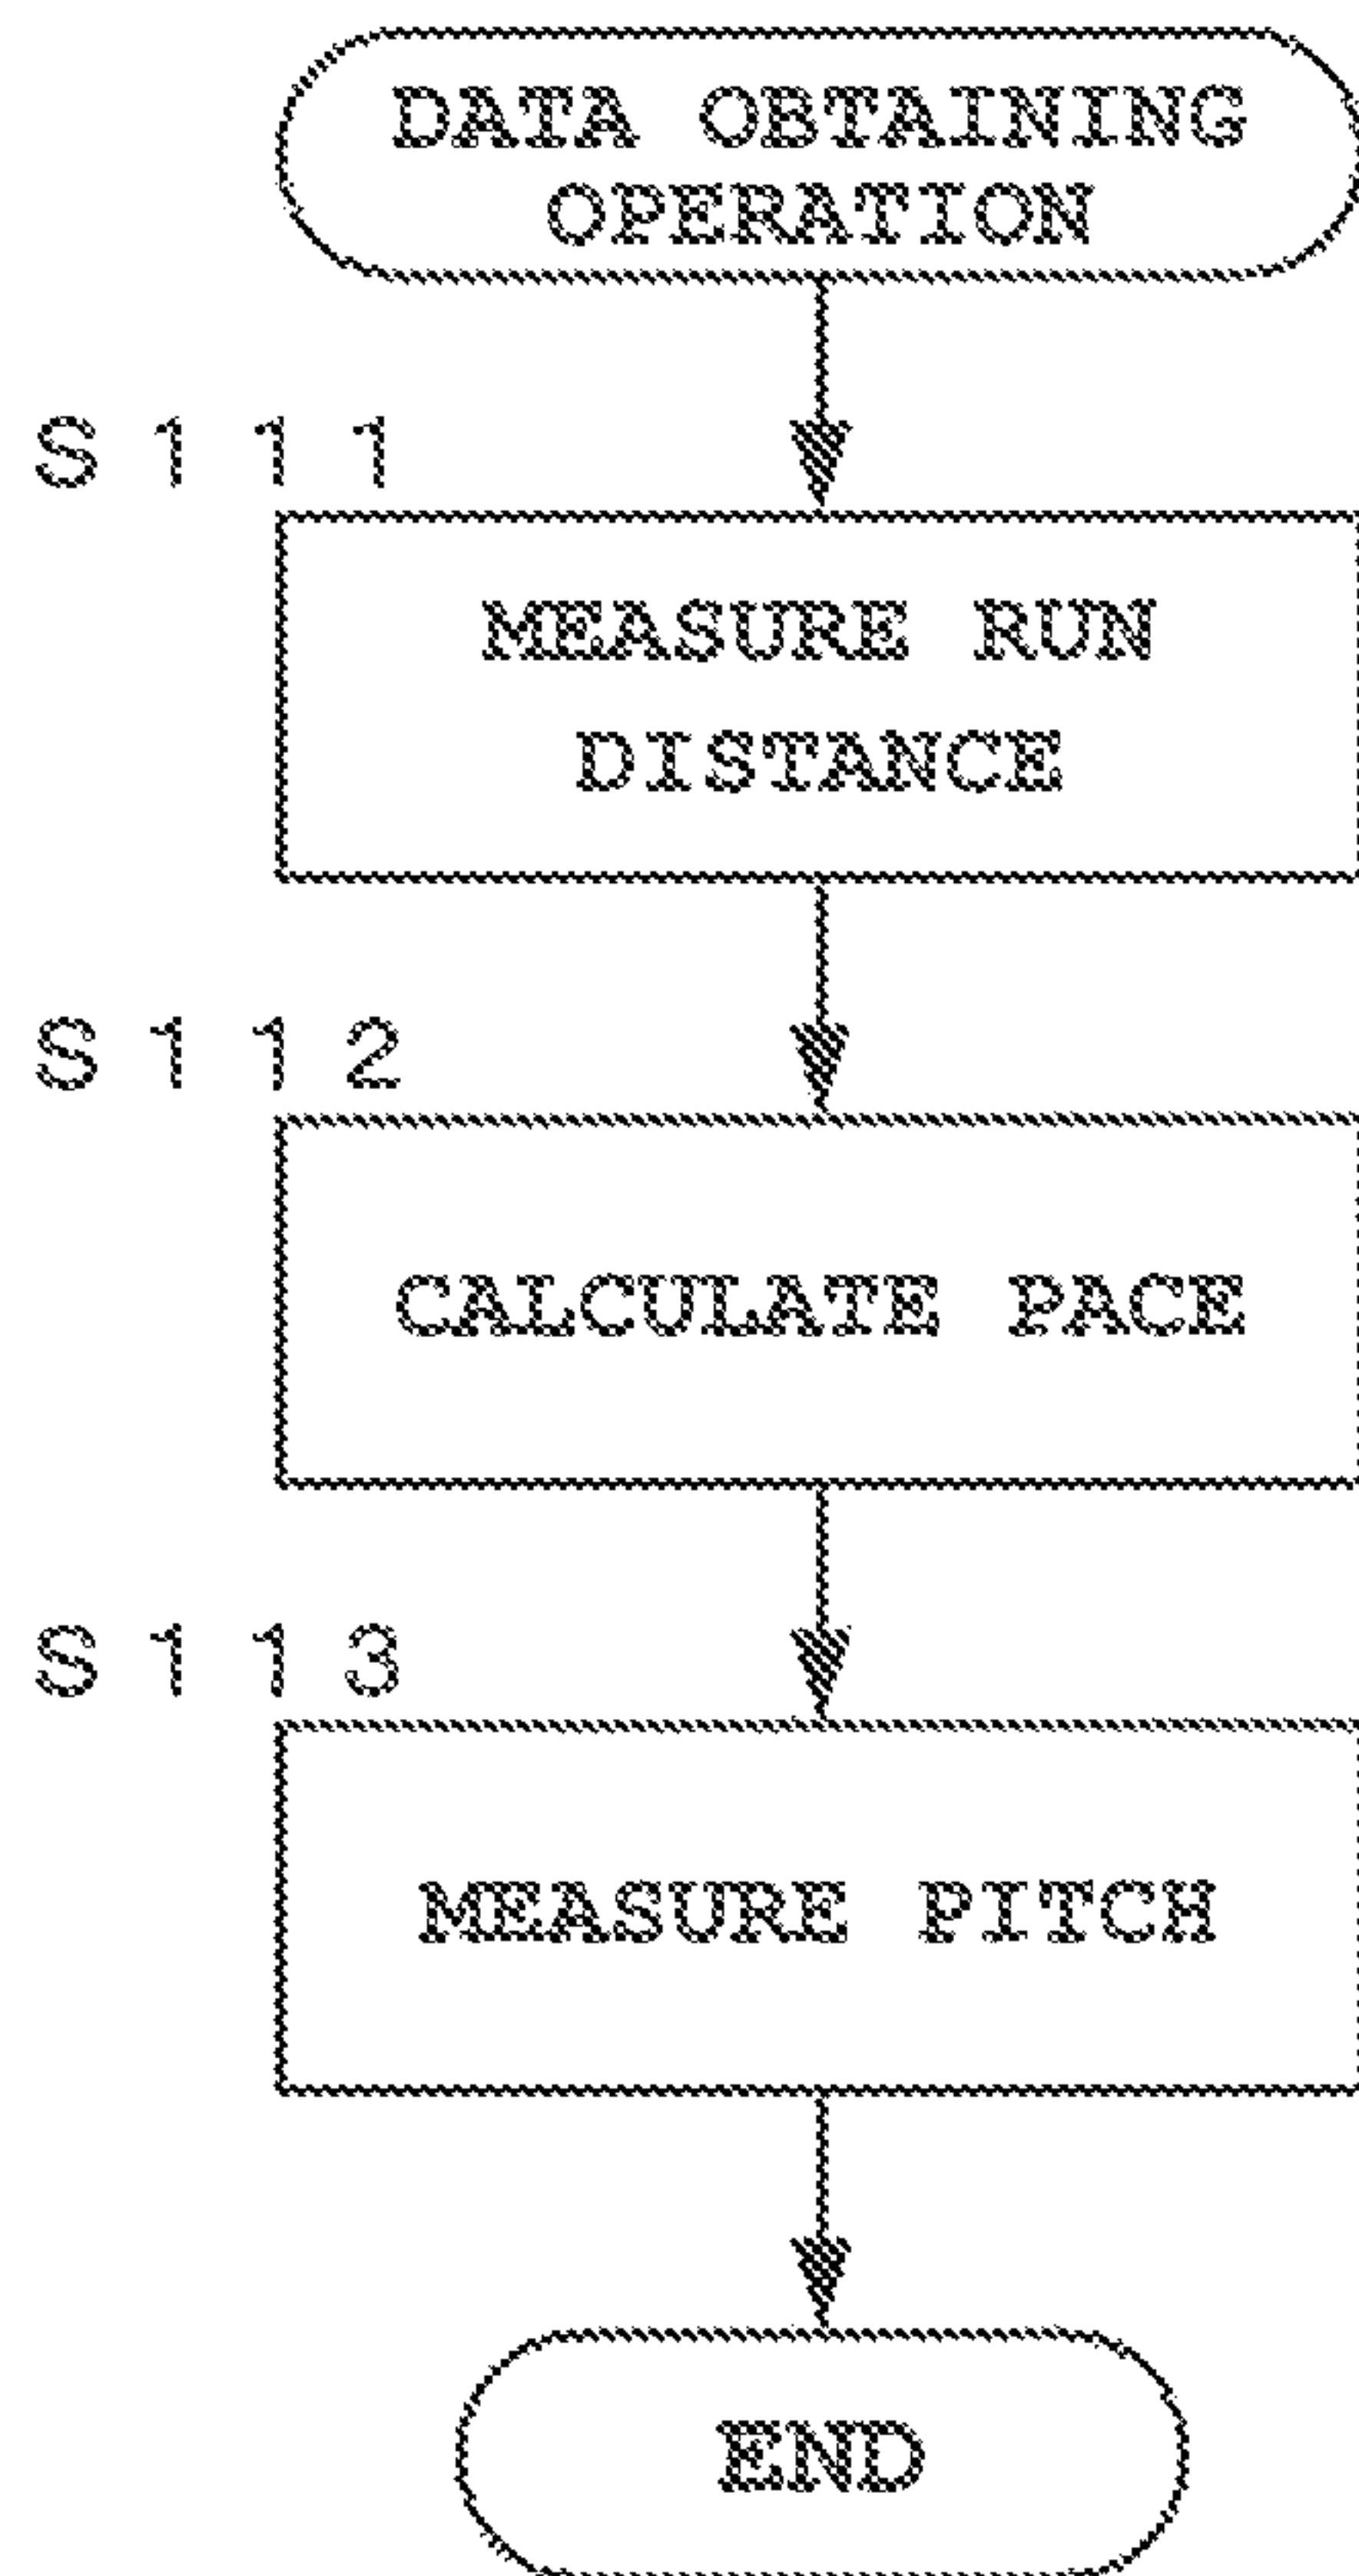 DATA OBTAINING
OPERATION
S111
MEASURE RUN
DISTANCE
S112
CALCULATE PACE
S113
MEASURE PITCH
END